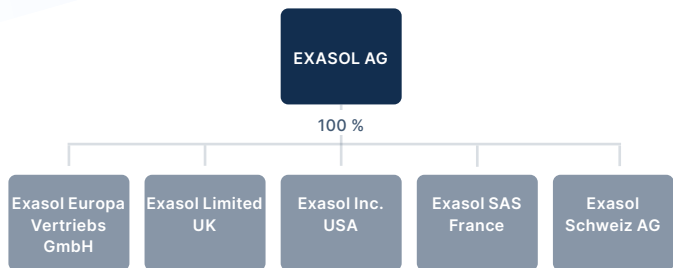 EXASOL AG
100 %
Exasol Europa
Vertriebs
GmbH
Exasol Limited
UK
Exasol Inc.
USA
Exasol SAS
France
Exasol
Schweiz AG